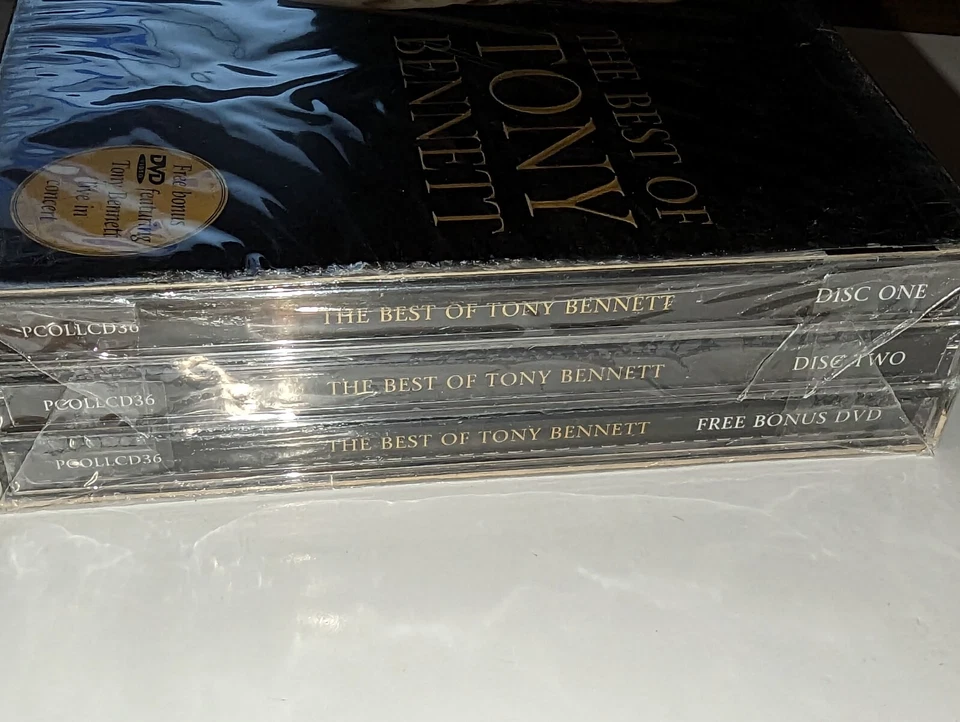 THE BEST OF
TONY
BENNETT
Free bonus
DVD featuring
Tony Bennett
live in
concert
PCOLLCD36 THE BEST OF TONY BENNETT DISC ONE
PCOLLCD36 THE BEST OF TONY BENNETT DISC TWO
PCOLLCD36 THE BEST OF TONY BENNETT FREE BONUS DVD